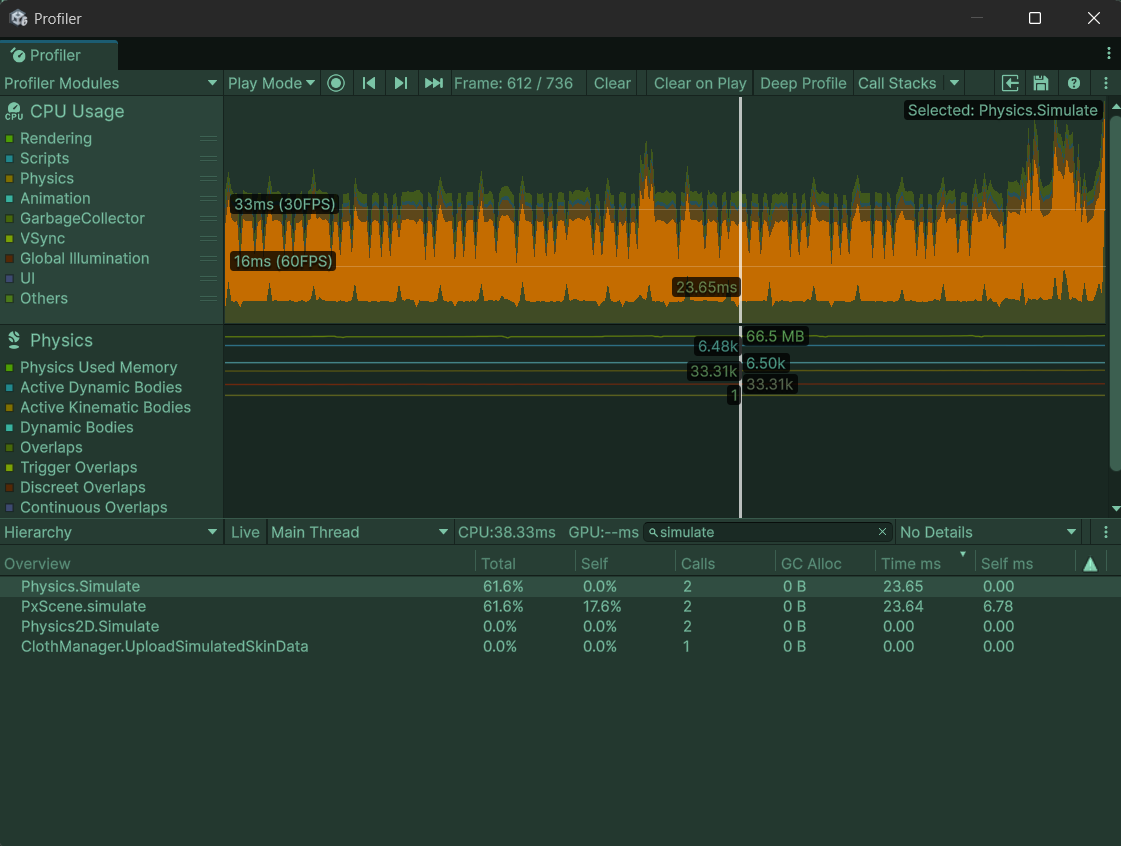 Profiler
Profiler
Profiler Modules Play Mode Frame: 612 / 736 Clear Clear on Play Deep Profile Call Stacks
CPU Usage
CPU
Selected: Physics.Simulate
Rendering
Scripts
Physics
Animation
GarbageCollector
VSync
Global Illumination
UI
Others
33ms (30FPS)
16ms (60FPS)
23.65ms
Physics
Physics Used Memory
Active Dynamic Bodies
Active Kinematic Bodies
Dynamic Bodies
Overlaps
Trigger Overlaps
Discreet Overlaps
Continuous Overlaps
66.5 MB
6.48k
6.50k
33.31k
33.31k
1
Hierarchy Live Main Thread CPU:38.33ms GPU:--ms simulate No Details
Overview Total Self Calls GC Alloc Time ms Self ms
Physics.Simulate 61.6% 0.0% 2 0 B 23.65 0.00
PxScene.simulate 61.6% 17.6% 2 0 B 23.64 6.78
Physics2D.Simulate 0.0% 0.0% 2 0 B 0.00 0.00
ClothManager.UploadSimulatedSkinData 0.0% 0.0% 1 0 B 0.00 0.00